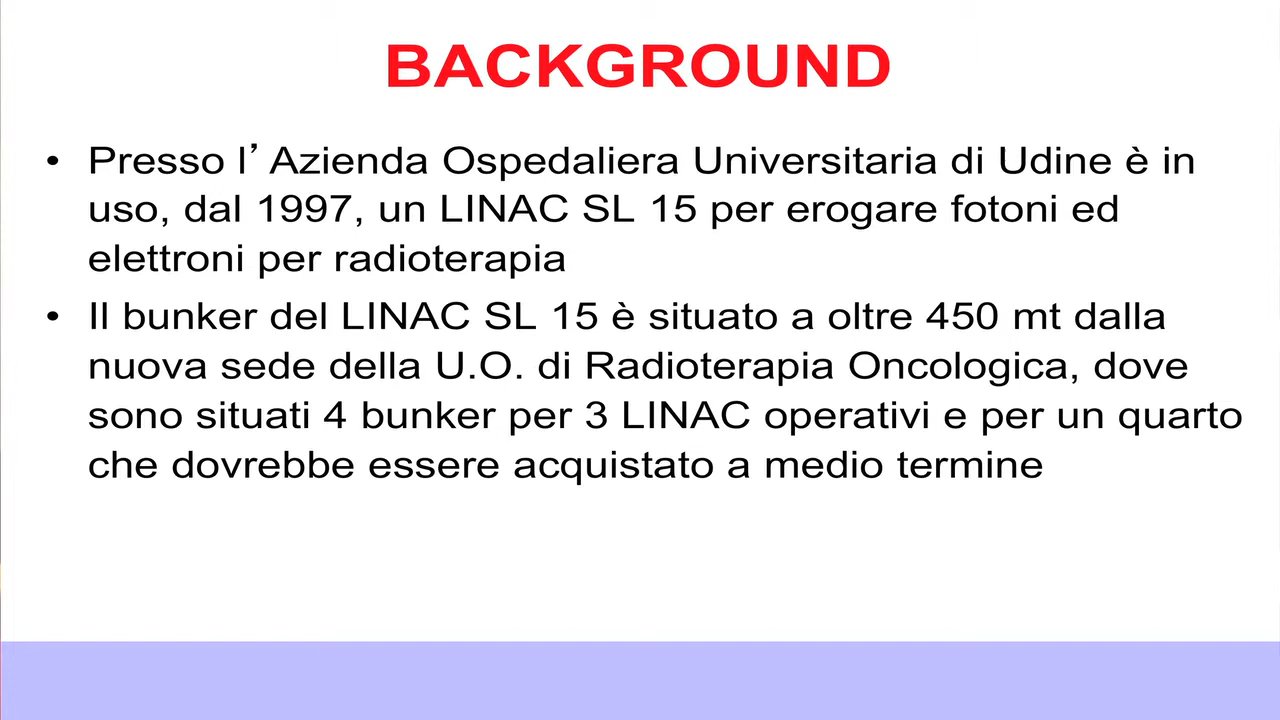 BACKGROUND
• Presso l’Azienda Ospedaliera Universitaria di Udine è in
uso, dal 1997, un LINAC SL 15 per erogare fotoni ed
elettroni per radioterapia
• Il bunker del LINAC SL 15 è situato a oltre 450 mt dalla
nuova sede della U.O. di Radioterapia Oncologica, dove
sono situati 4 bunker per 3 LINAC operativi e per un quarto
che dovrebbe essere acquistato a medio termine